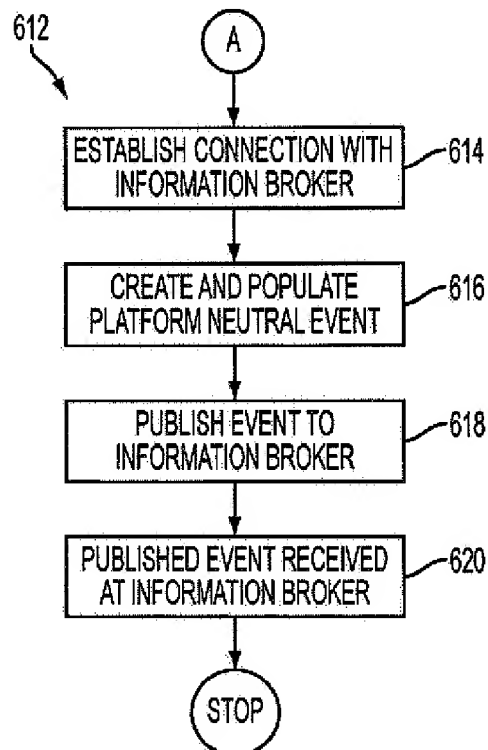 612
A
ESTABLISH CONNECTION WITH
INFORMATION BROKER
614
CREATE AND POPULATE
PLATFORM NEUTRAL EVENT
616
PUBLISH EVENT TO
INFORMATION BROKER
618
PUBLISHED EVENT RECEIVED
AT INFORMATION BROKER
620
STOP